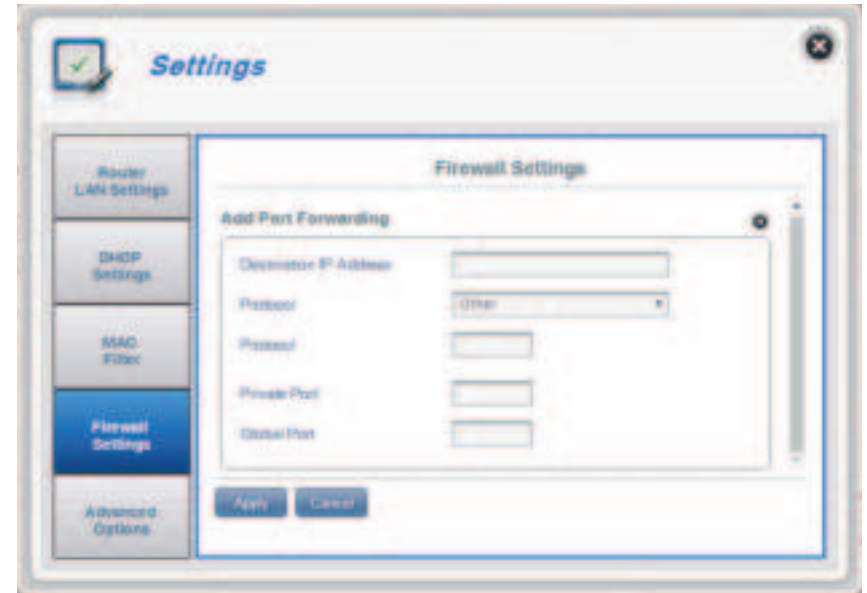 Settings
Router
LAN Settings
DHCP
Settings
MAC
Filter
Firewall
Settings
Advanced
Options
Firewall Settings
Add Port Forwarding
Destination IP Address
Protocol
Other
Protocol
Private Port
Global Port
Apply
Cancel